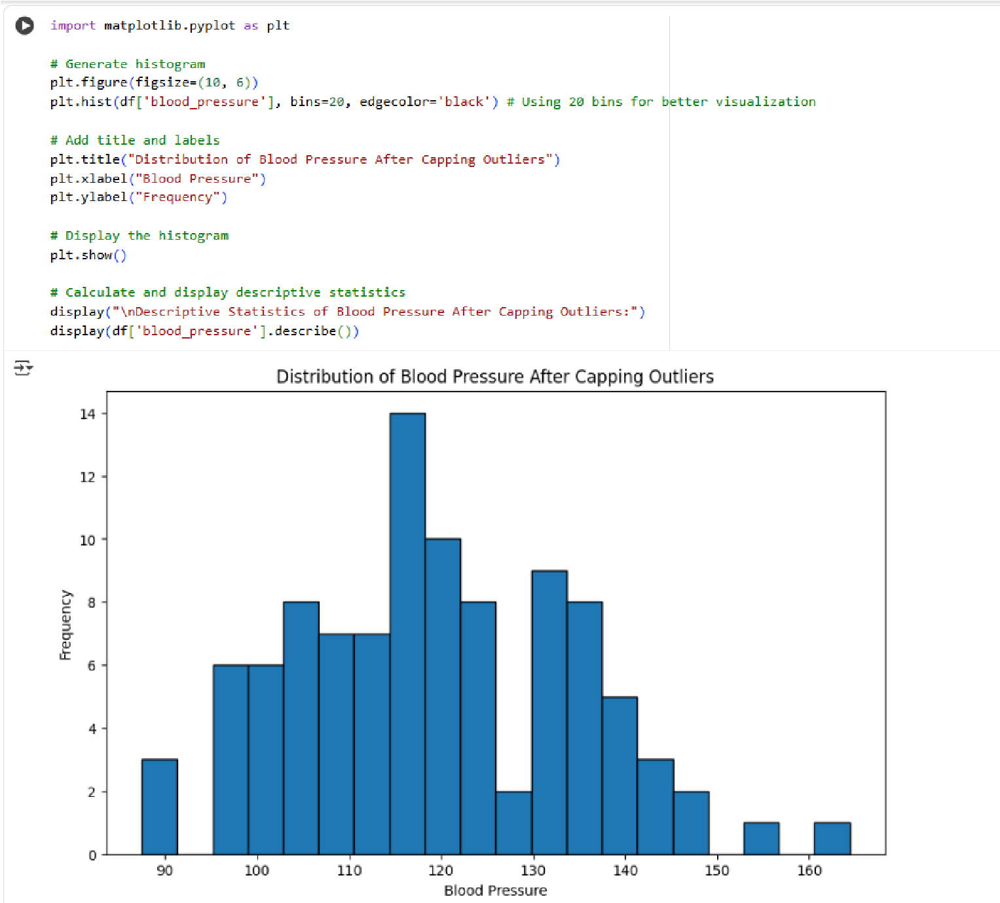 import matplotlib.pyplot as plt
# Generate histogram
plt.figure(figsize=(10, 6))
plt.hist(df['blood_pressure'], bins=20, edgecolor='black') # Using 20 bins for better visualization
# Add title and labels
plt.title("Distribution of Blood Pressure After Capping Outliers")
plt.xlabel("Blood Pressure")
plt.ylabel("Frequency")
# Display the histogram
plt.show()
# Calculate and display descriptive statistics
display("\nDescriptive Statistics of Blood Pressure After Capping Outliers:")
display(df['blood_pressure'].describe())
Distribution of Blood Pressure After Capping Outliers
14
12
10
8
6
4
2
0
Frequency
90 100 110 120 130 140 150 160
Blood Pressure